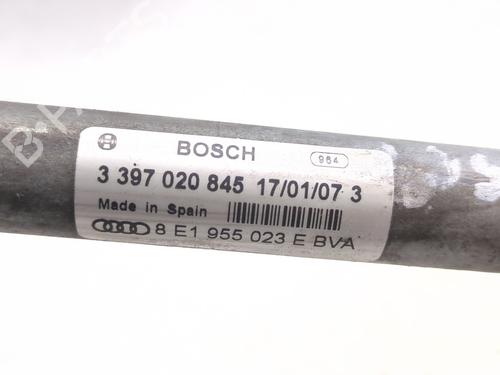 BOSCH 964
3 397 020 845 17/01/07 3
Made in Spain
8 E1 955 023 E BVA